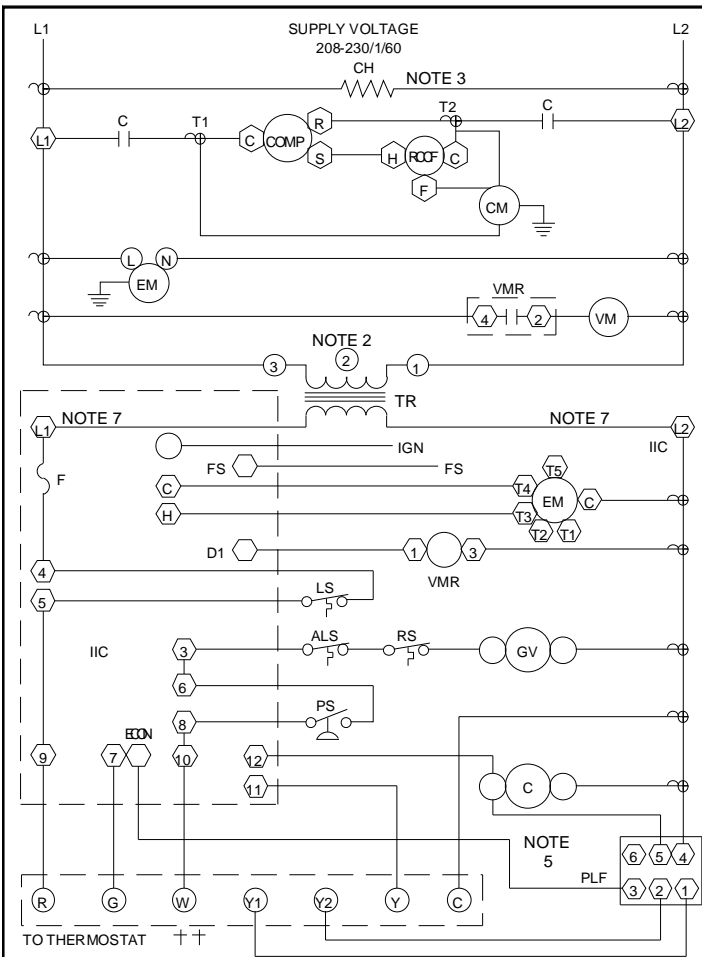 L1 SUPPLY VOLTAGE L2
208-230/1/60
CH NOTE 3
C T1 R T2 C
L1 C COMP L2
S H ROOF C
F
CM
L N
EM
VMR
4 2 VM
NOTE 2
3 2 1
TR
L1 NOTE 7 NOTE 7 L2
IGN IIC
FS FS T5
F C T4 EM C
H T3
T2 T1
D1 1 3
VMR
4
5 LS
IIC 3 ALS RS GV
6
8 PS
ECON
9 7 10 12
11 C
NOTE
5
6 5 4
PLF 3 2 1
R G W Y1 Y2 Y C
TO THERMOSTAT ††